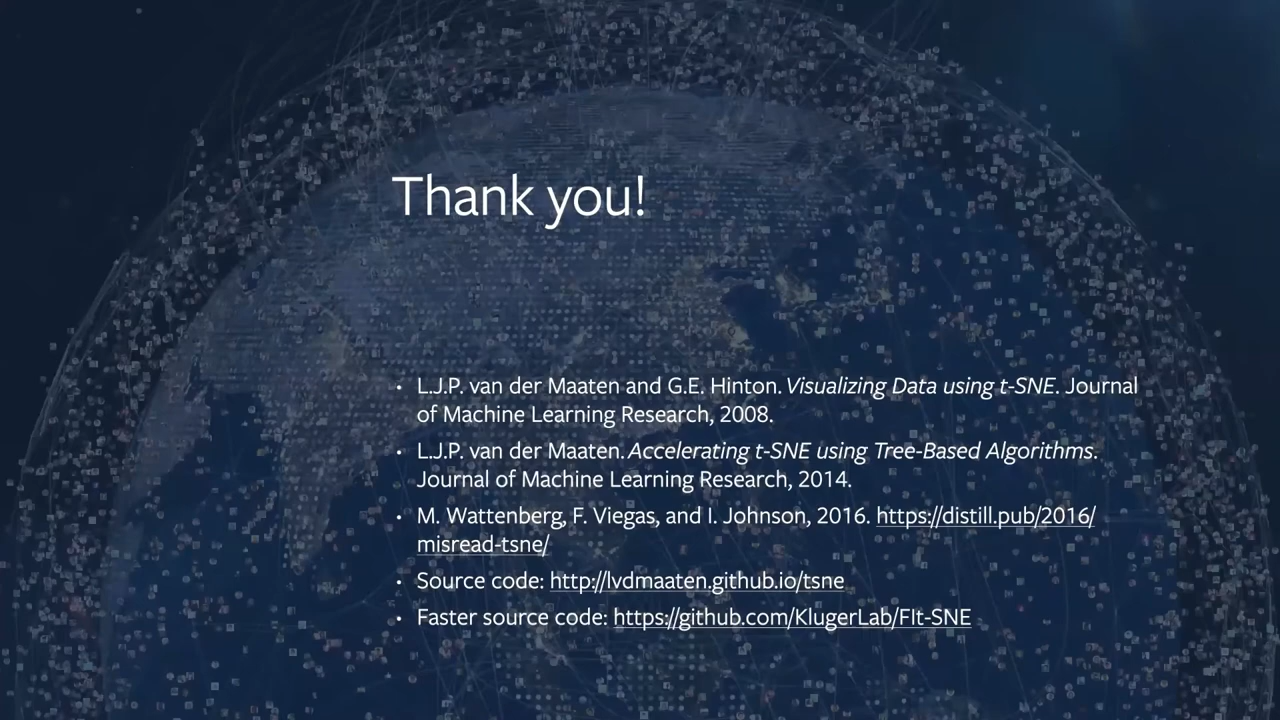 Thank you!
• L.J.P. van der Maaten and G.E. Hinton. Visualizing Data using t-SNE. Journal
of Machine Learning Research, 2008.
• L.J.P. van der Maaten. Accelerating t-SNE using Tree-Based Algorithms.
Journal of Machine Learning Research, 2014.
• M. Wattenberg, F. Viegas, and I. Johnson, 2016. https://distill.pub/2016/
misread-tsne/
• Source code: http://lvdmaaten.github.io/tsne
• Faster source code: https://github.com/KlugerLab/FIt-SNE